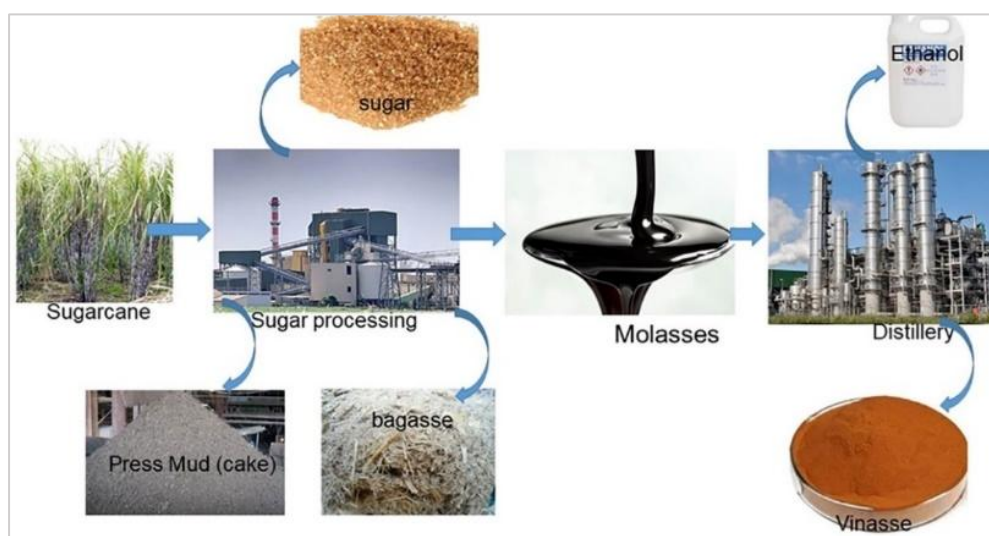 Ethanol
sugar
Sugarcane
Sugar processing
Molasses
Distillery
Press Mud (cake)
bagasse
Vinasse